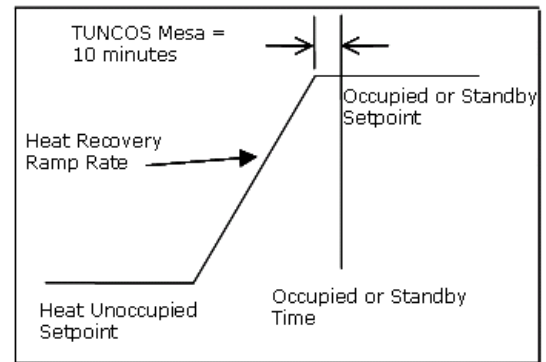 TUNCOS Mesa =
10 minutes
Occupied or Standby
Setpoint
Heat Recovery
Ramp Rate
Heat Unoccupied
Setpoint
Occupied or Standby
Time